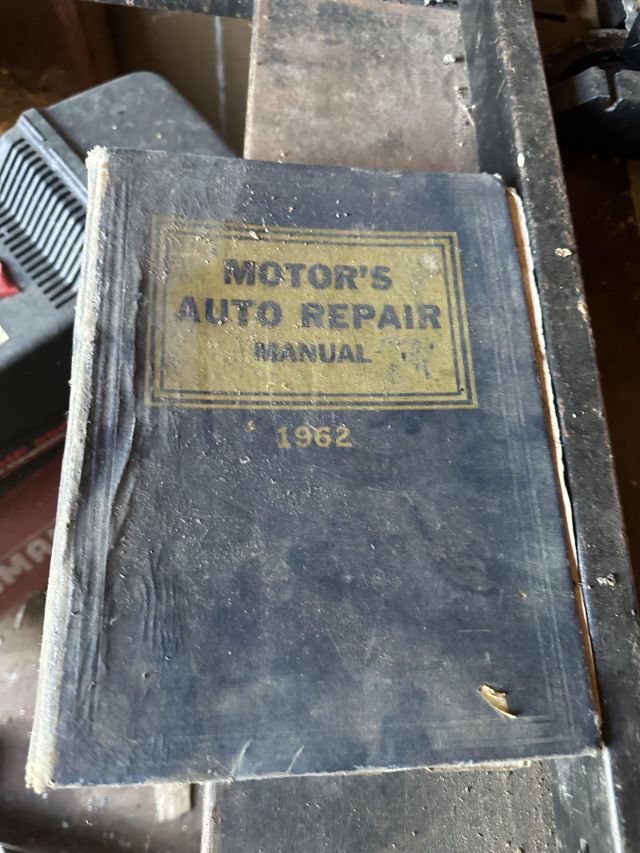 MOTOR'S
AUTO REPAIR
MANUAL
1962